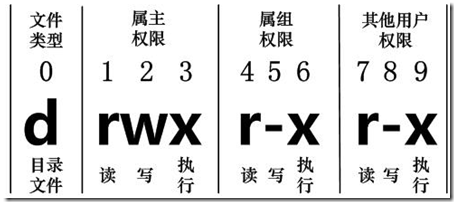 文件 属主 属组 其他用户
类型 权限 权限 权限
0 1 2 3 4 5 6 7 8 9
d rwx r-x r-x
目录 读 写 执行 读 写 执行 读 写 执行
文件